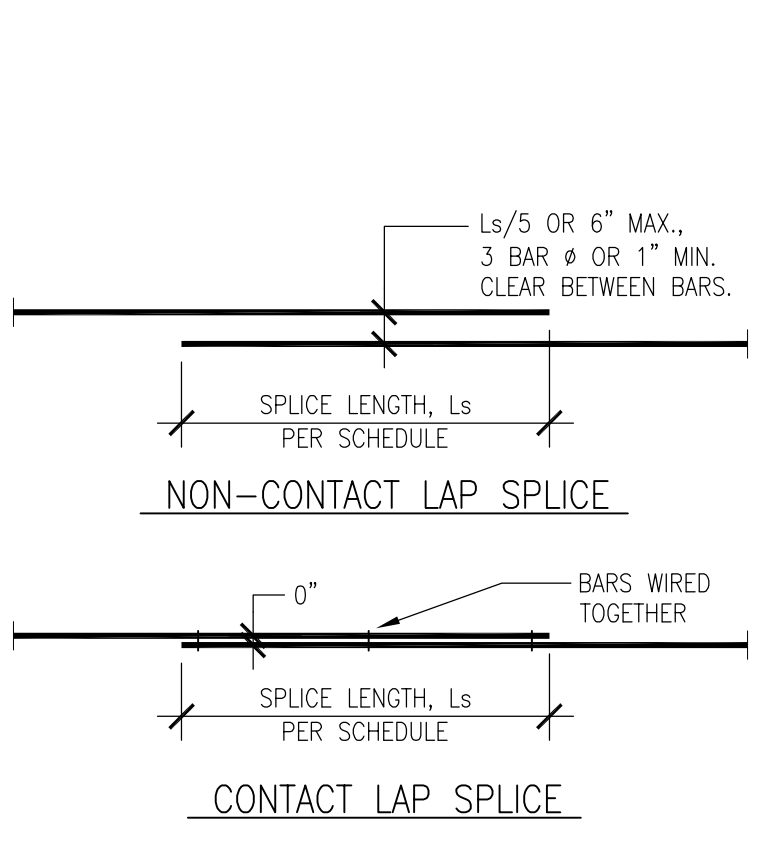 Ls/5 OR 6” MAX.,
3 BAR ø OR 1” MIN.
CLEAR BETWEEN BARS.
SPLICE LENGTH, Ls
PER SCHEDULE
NON-CONTACT LAP SPLICE
0”
BARS WIRED
TOGETHER
SPLICE LENGTH, Ls
PER SCHEDULE
CONTACT LAP SPLICE